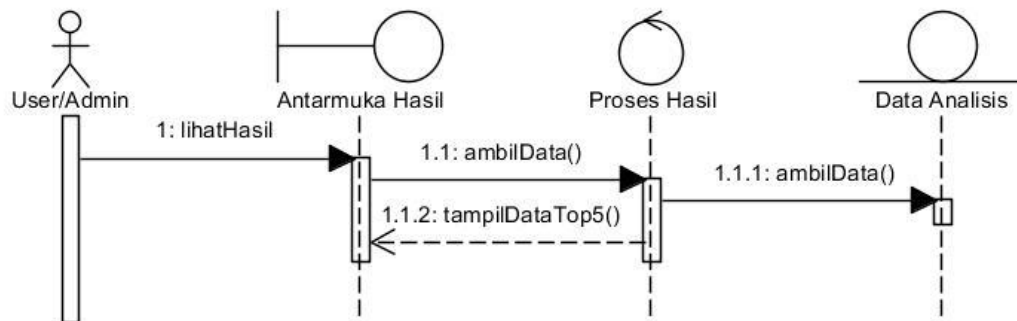 User/Admin
Antarmuka Hasil
Proses Hasil
Data Analisis
1: lihatHasil
1.1: ambilData()
1.1.1: ambilData()
1.1.2: tampilDataTop5()